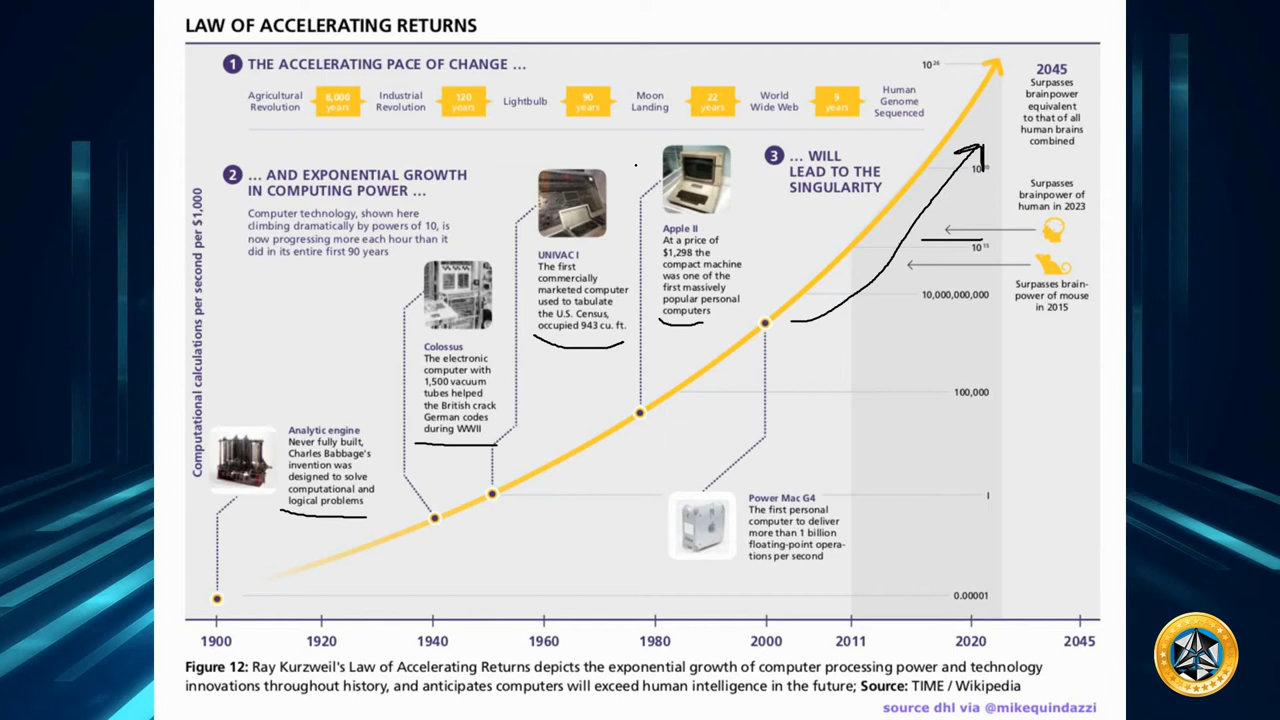 LAW OF ACCELERATING RETURNS
1 THE ACCELERATING PACE OF CHANGE ...
Agricultural
Revolution
8,000
years
Industrial
Revolution
120
years
Lightbulb
90
years
Moon
Landing
22
years
World
Wide Web
9
years
Human
Genome
Sequenced
2 ... AND EXPONENTIAL GROWTH
IN COMPUTING POWER ...
Computer technology, shown here
climbing dramatically by powers of 10, is
now progressing more each hour than it
did in its entire first 90 years
3 ... WILL
LEAD TO THE
SINGULARITY
2045
Surpasses
brainpower
equivalent
to that of all
human brains
combined
Surpasses
brainpower of
human in 2023
Surpasses brain-
power of mouse
in 2015
Computational calculations per second per $1,000
Analytic engine
Never fully built,
Charles Babbage's
invention was
designed to solve
computational and
logical problems
Colossus
The electronic
computer with
1,500 vacuum
tubes helped
the British crack
German codes
during WWII
UNIVAC I
The first
commercially
marketed computer
used to tabulate
the U.S. Census,
occupied 943 cu. ft.
Apple II
At a price of
$1,298 the
compact machine
was one of the
first massively
popular personal
computers
Power Mac G4
The first personal
computer to deliver
more than 1 billion
floating-point opera-
tions per second
10¹⁵
10,000,000,000
100,000
1
0.00001
1900 1920 1940 1960 1980 2000 2011 2020 2045
Figure 12: Ray Kurzweil's Law of Accelerating Returns depicts the exponential growth of computer processing power and technology
innovations throughout history, and anticipates computers will exceed human intelligence in the future; Source: TIME / Wikipedia
source dhl via @mikequindazzi